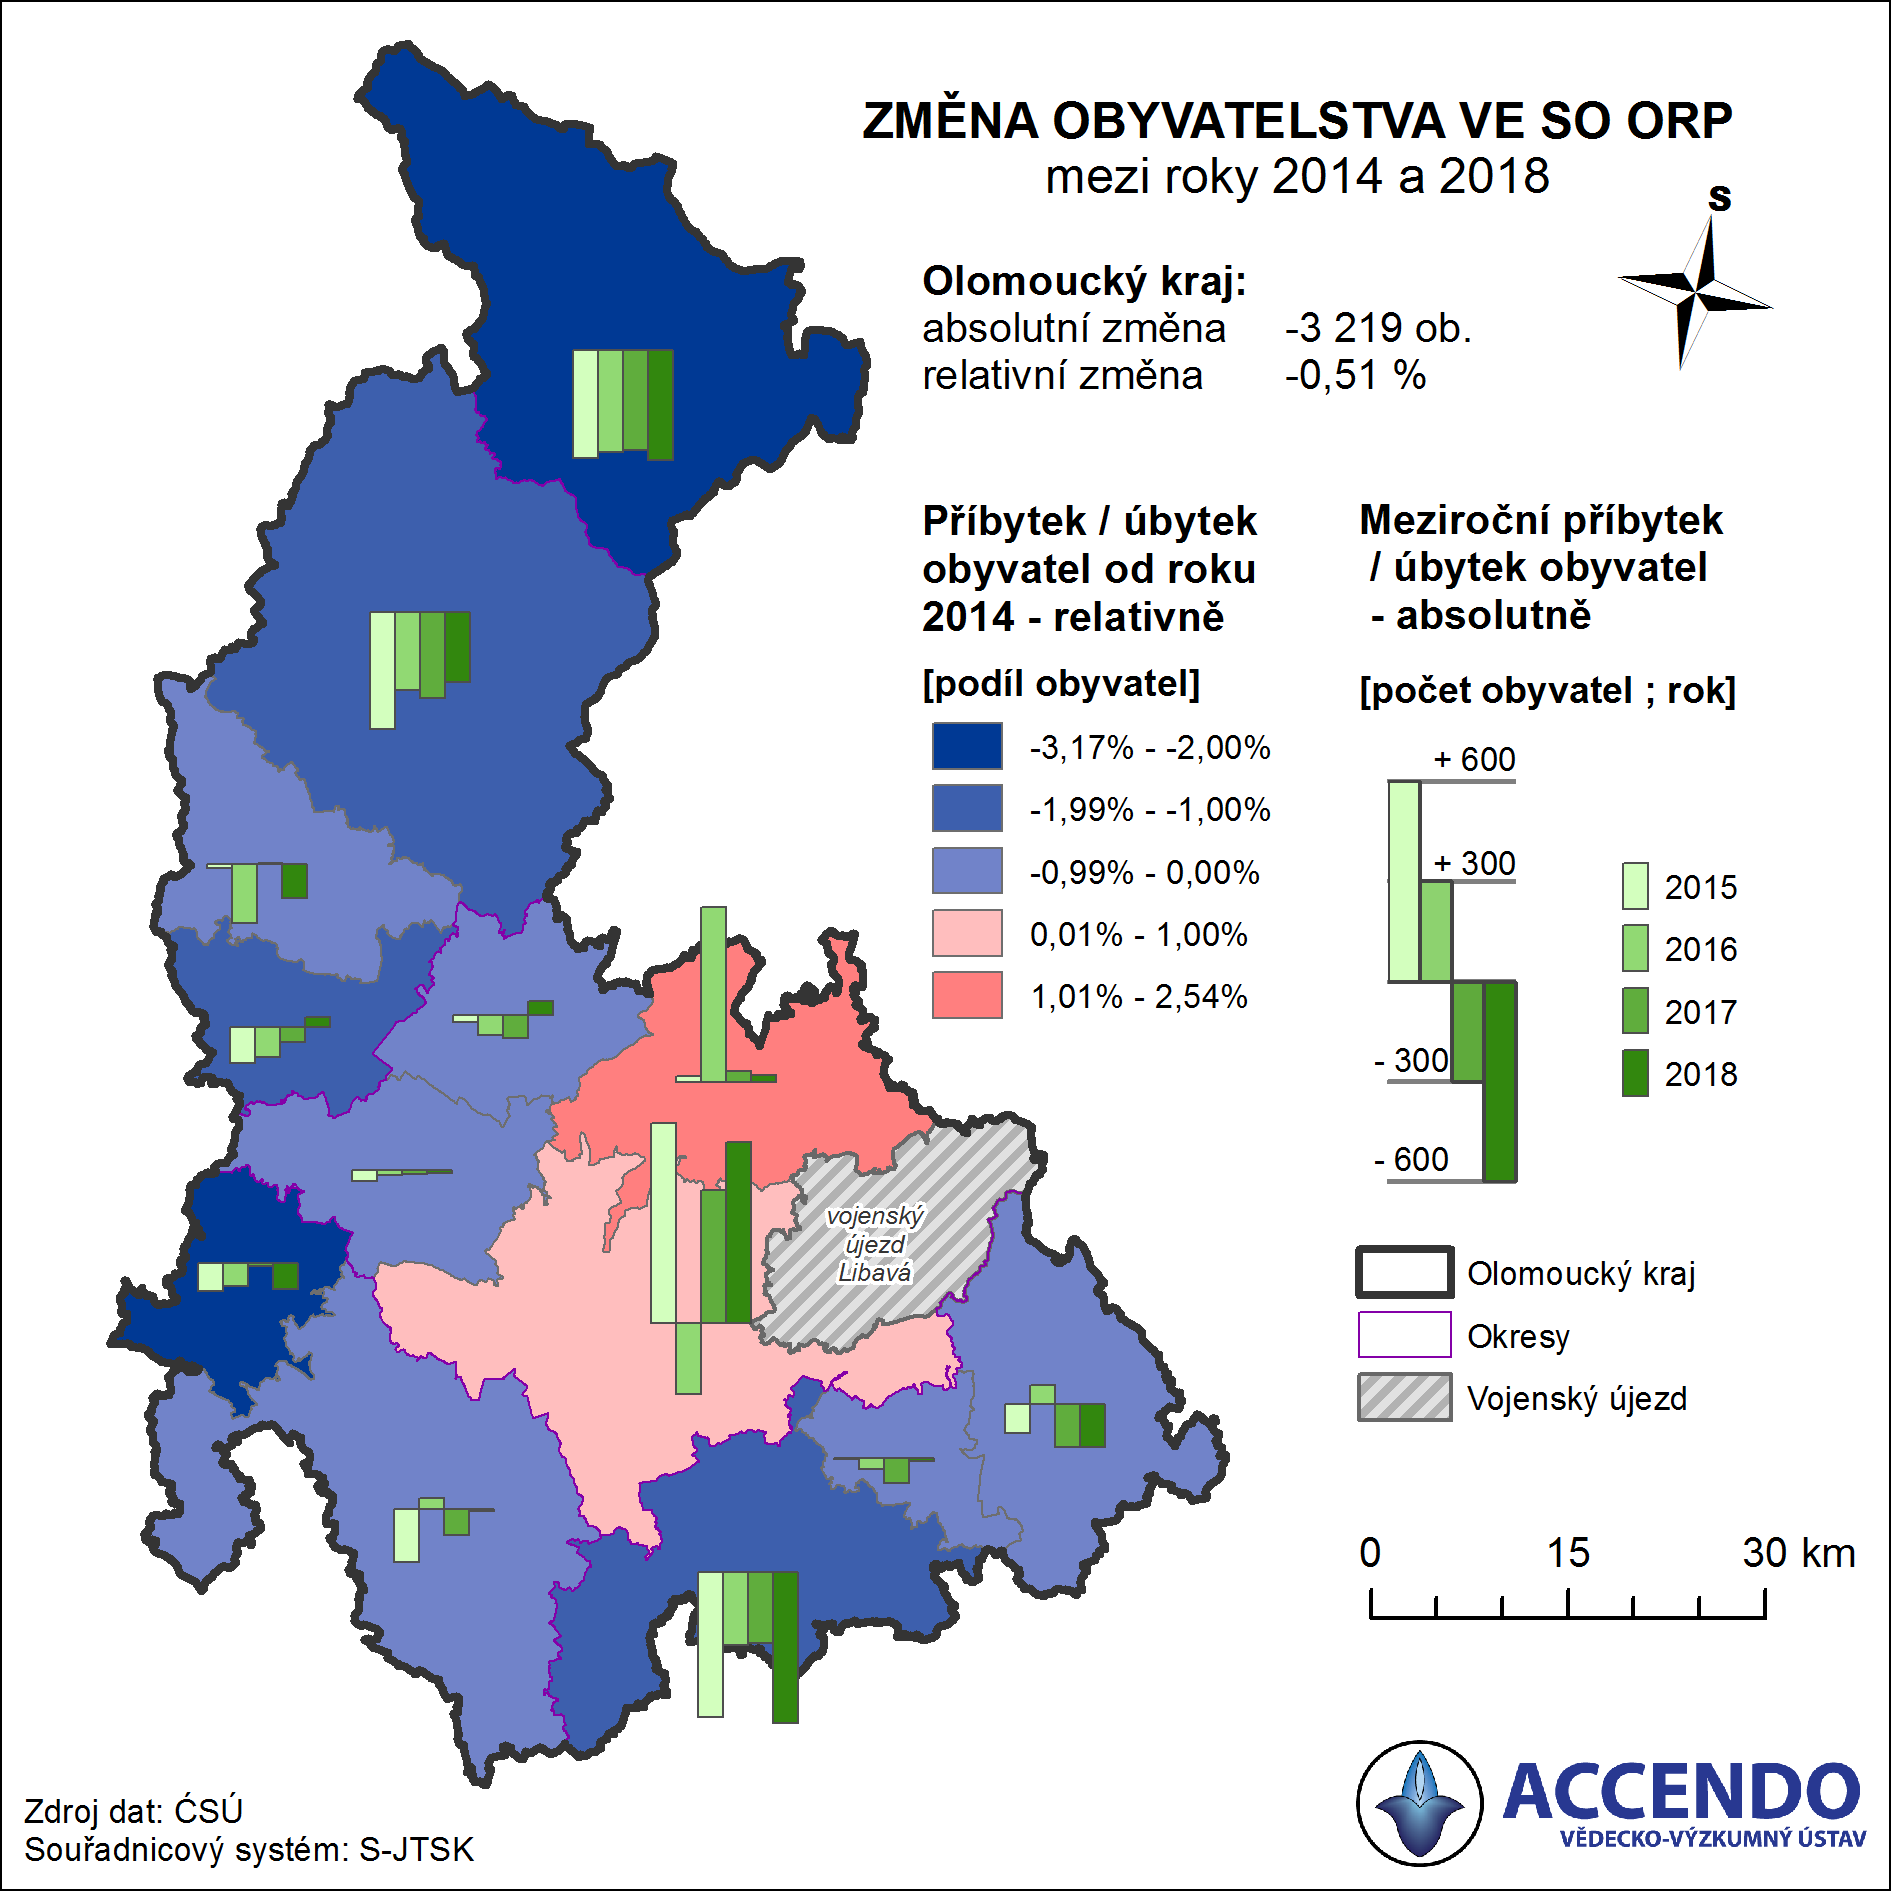 ZMĚNA OBYVATELSTVA VE SO ORP
mezi roky 2014 a 2018
S
Olomoucký kraj:
absolutní změna -3 219 ob.
relativní změna -0,51 %
Příbytek / úbytek
obyvatel od roku
2014 - relativně
[podíl obyvatel]
-3,17% - -2,00%
-1,99% - -1,00%
-0,99% - 0,00%
0,01% - 1,00%
1,01% - 2,54%
Meziroční příbytek
/ úbytek obyvatel
- absolutně
[počet obyvatel ; rok]
+ 600
+ 300
- 300
- 600
2015
2016
2017
2018
vojenský
újezd
Libavá
Olomoucký kraj
Okresy
Vojenský újezd
0 15 30 km
Zdroj dat: ĆSÚ
Souřadnicový systém: S-JTSK
ACCENDO
VĚDECKO-VÝZKUMNÝ ÚSTAV